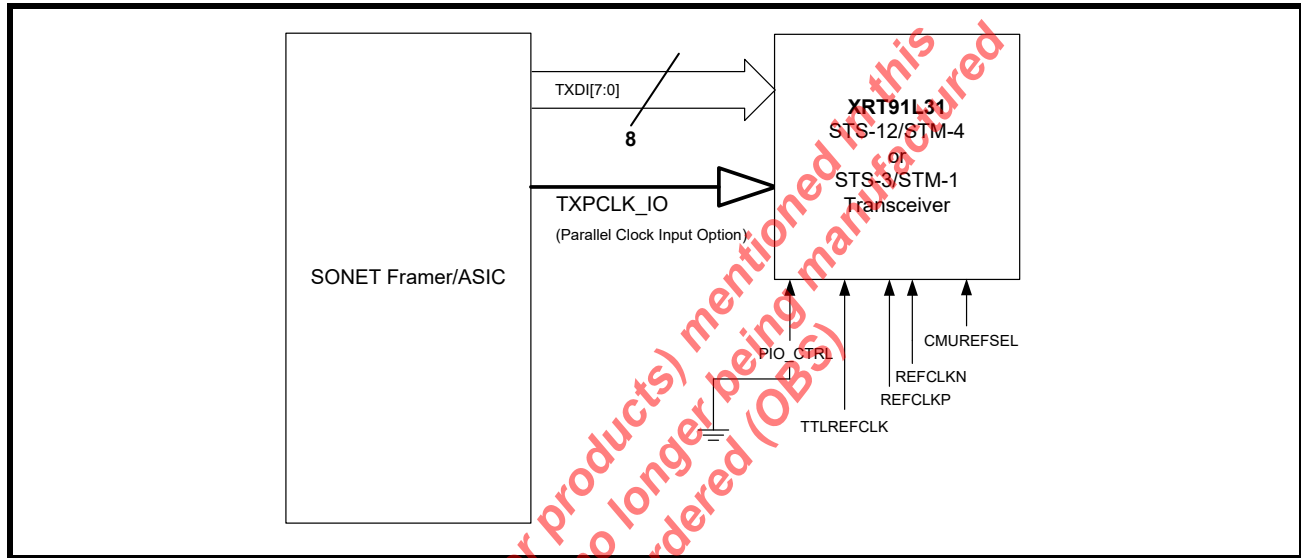 TXDI[7:0]
8
TXPCLK_IO
(Parallel Clock Input Option)
SONET Framer/ASIC
XRT91L31
STS-12/STM-4
or
STS-3/STM-1
Transceiver
PIO_CTRL
CMUREFSEL
REFCLKN
REFCLKP
TTLREFCLK
r products) mentioned in this
no longer being manufactured
rdered (OBS)